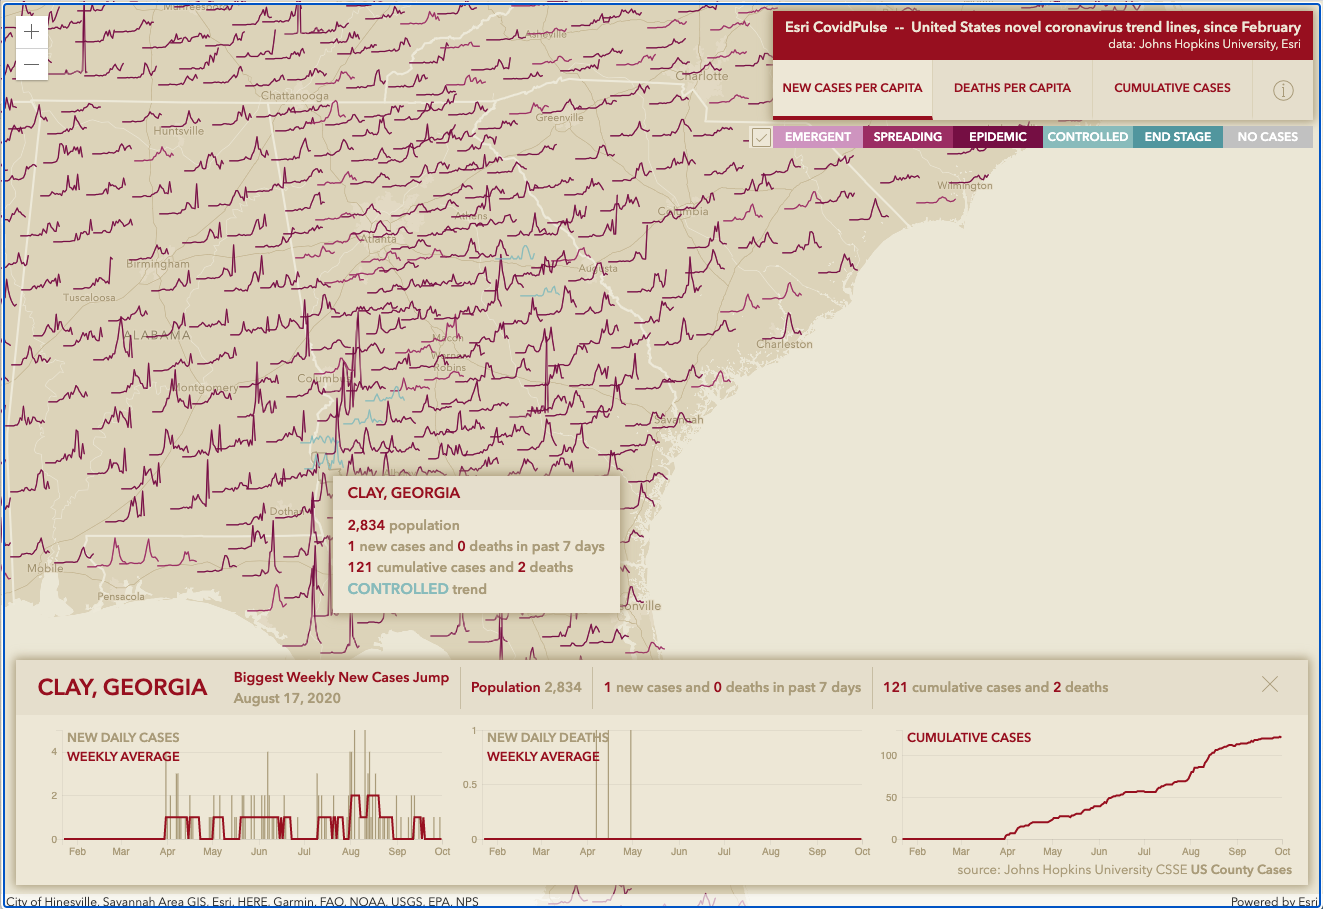 Esri CovidPulse -- United States novel coronavirus trend lines, since February
data: Johns Hopkins University, Esri
NEW CASES PER CAPITA
DEATHS PER CAPITA
CUMULATIVE CASES
EMERGENT
SPREADING
EPIDEMIC
CONTROLLED
END STAGE
NO CASES
Murfreesboro
Asheville
Charlotte
Chattanooga
Greenville
Huntsville
Wilmington
Athens
Columbia
Atlanta
Birmingham
Augusta
Tuscaloosa
ALABAMA
Macon
Warner
Robins
Charleston
Columbus
Montgomery
Savannah
Dothan
Mobile
Pensacola
CLAY, GEORGIA
2,834 population
1 new cases and 0 deaths in past 7 days
121 cumulative cases and 2 deaths
CONTROLLED trend
onville
CLAY, GEORGIA
Biggest Weekly New Cases Jump
August 17, 2020
Population 2,834
1 new cases and 0 deaths in past 7 days
121 cumulative cases and 2 deaths
NEW DAILY CASES
WEEKLY AVERAGE
4
2
0
Feb Mar Apr May Jun Jul Aug Sep Oct
NEW DAILY DEATHS
WEEKLY AVERAGE
1
0.5
0
Feb Mar Apr May Jun Jul Aug Sep Oct
CUMULATIVE CASES
100
50
0
Feb Mar Apr May Jun Jul Aug Sep Oct
source: Johns Hopkins University CSSE US County Cases
City of Hinesville, Savannah Area GIS, Esri, HERE, Garmin, FAO, NOAA, USGS, EPA, NPS
Powered by Esri